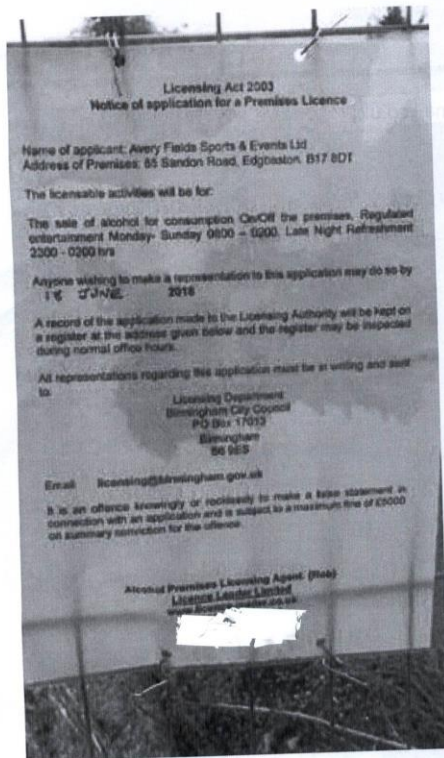 Licensing Act 2003
Notice of application for a Premises Licence
Name of applicant: Avery Fields Sports & Events Ltd
Address of Premises: 65 Sandon Road, Edgbaston, B17 8DT
The licensable activities will be for:
The sale of alcohol for consumption On/Off the premises, Regulated
entertainment Monday- Sunday 0800 – 0200, Late Night Refreshment
2300 - 0200 hrs
Anyone wishing to make a representation to this application may do so by
18 JUNE 2018
A record of the application made to the Licensing Authority will be kept on
a register at the address given below and the register may be inspected
during normal office hours.
All representations regarding this application must be in writing and sent
to:
Licensing Department
Birmingham City Council
PO Box 17013
Birmingham
B6 9ES
Email: licensing@birmingham.gov.uk
It is an offence knowingly or recklessly to make a false statement in
connection with an application and is subject to a maximum fine of £5000
on summary conviction for the offence.
Alcohol Premises Licensing Agent: (Rob)
Licence Leader Limited